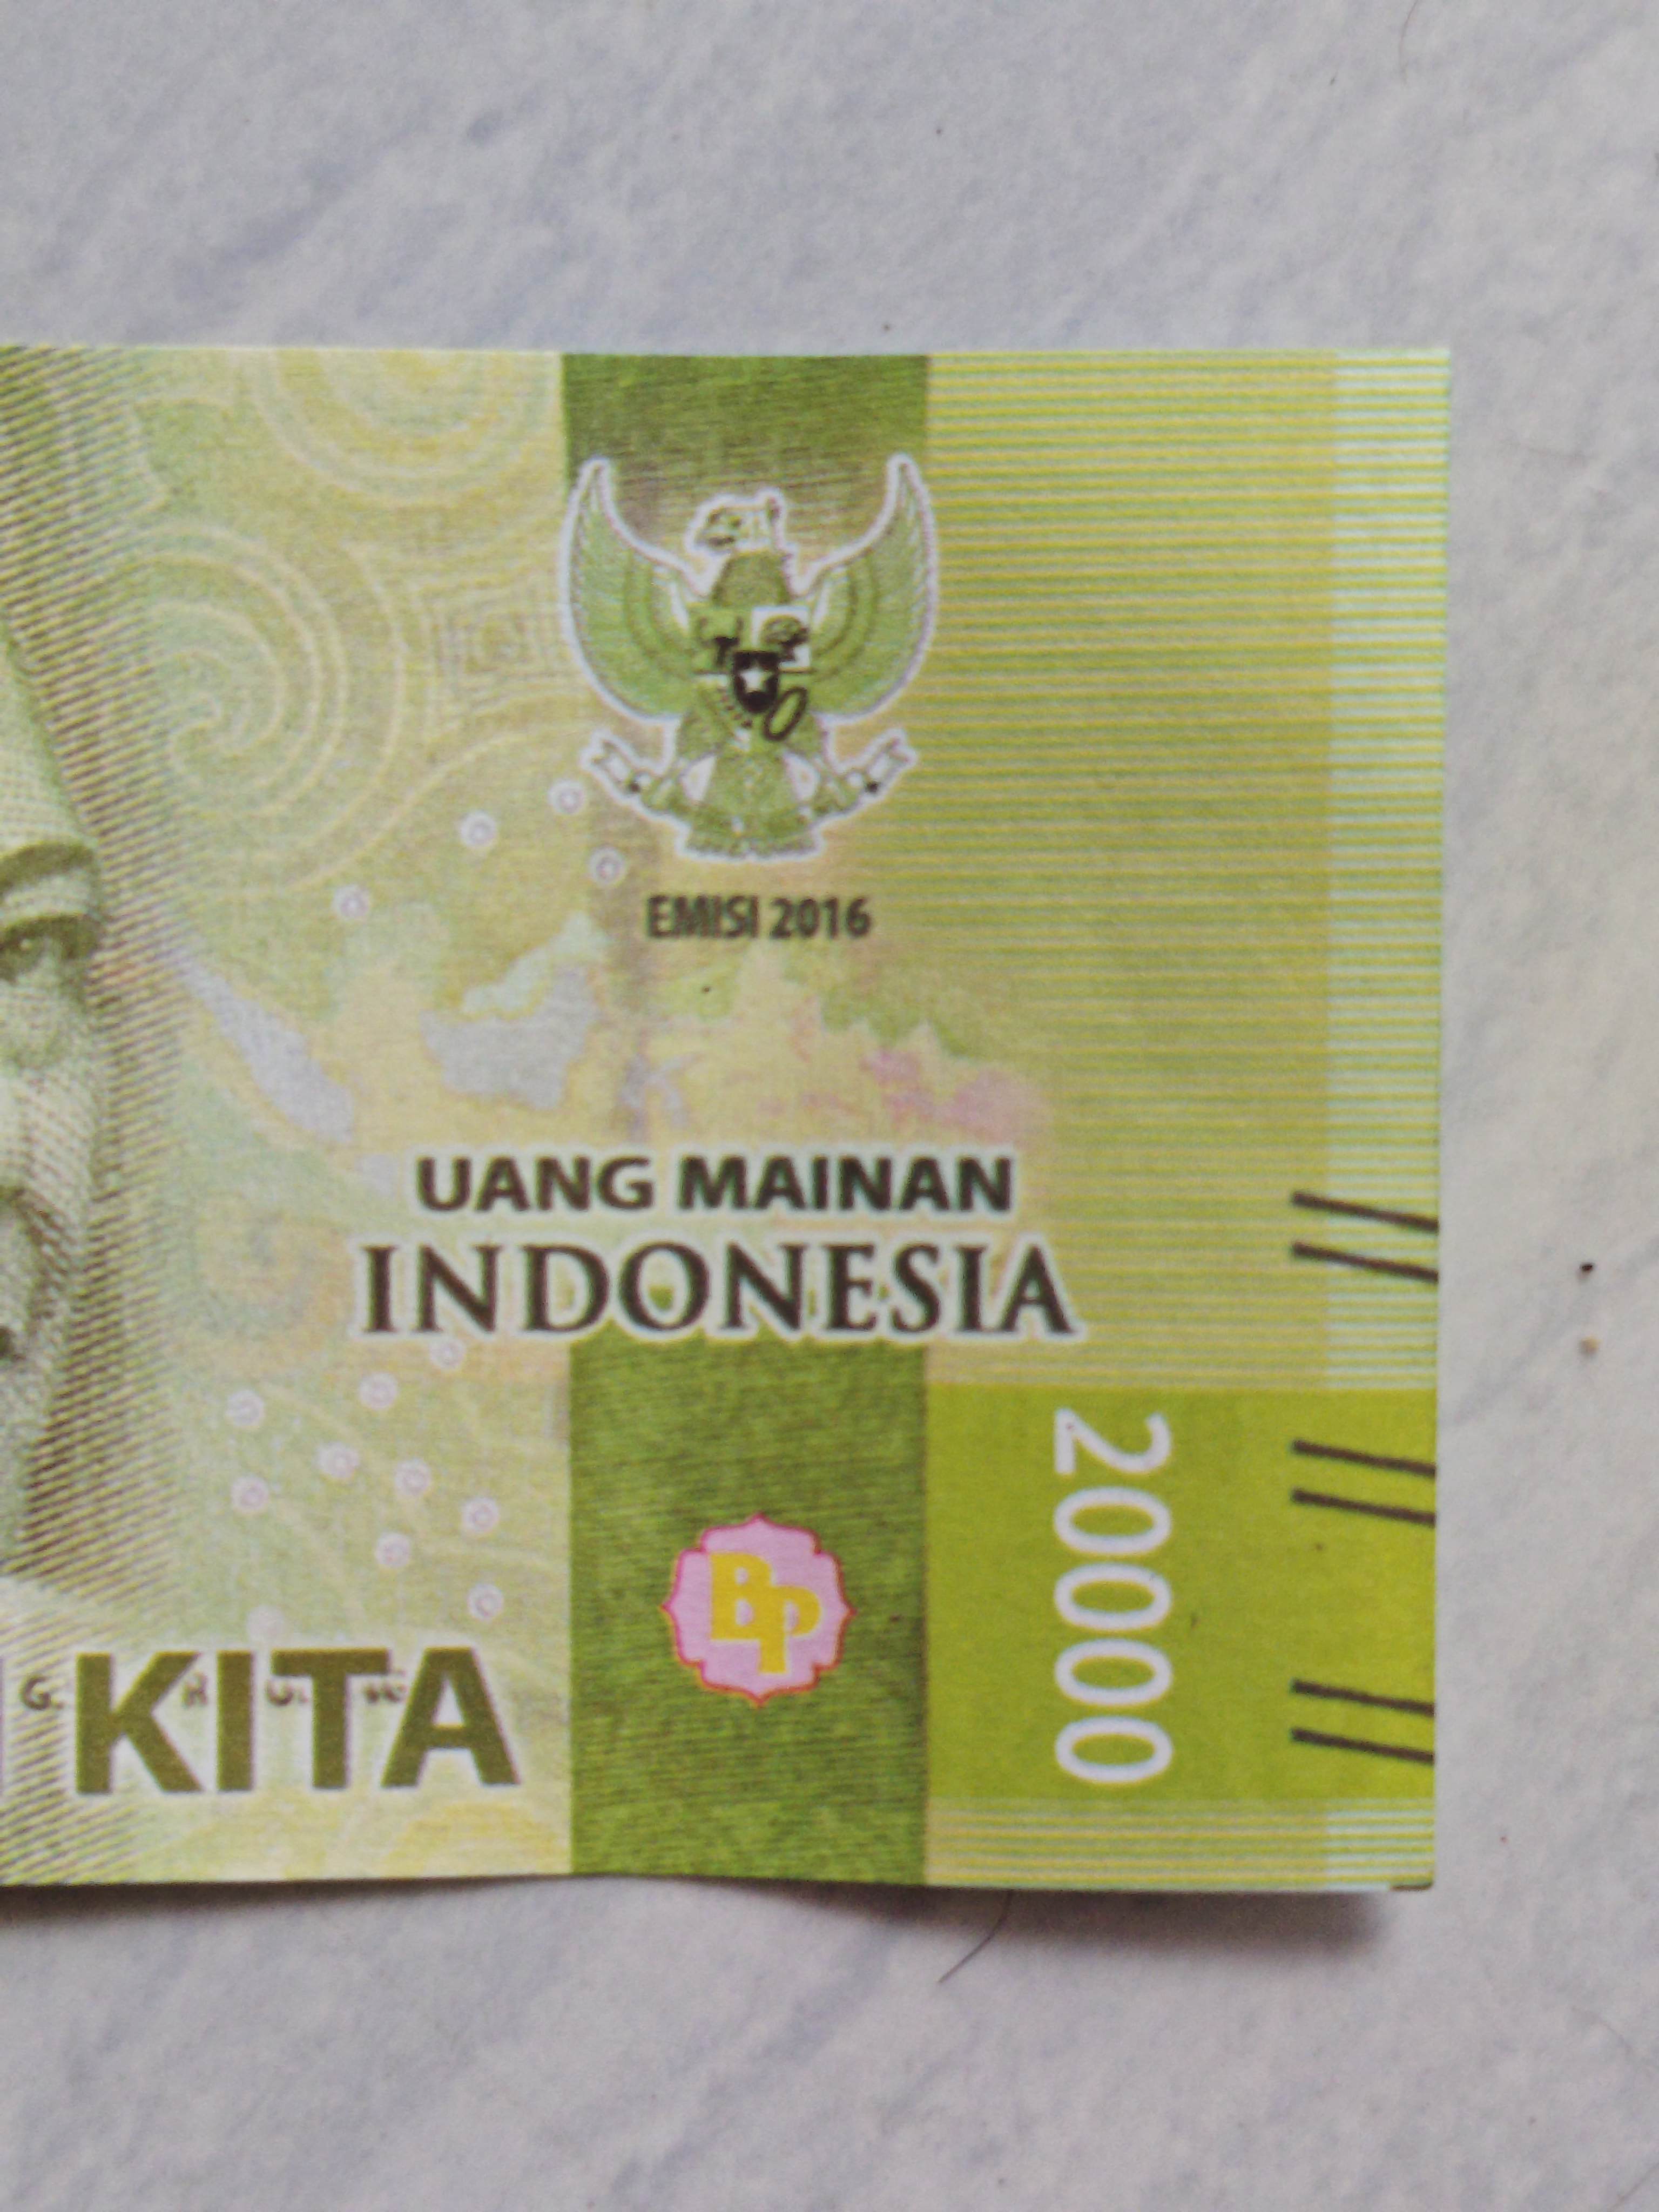 EMISI 2016
UANG MAINAN
INDONESIA
20000
BP
KITA